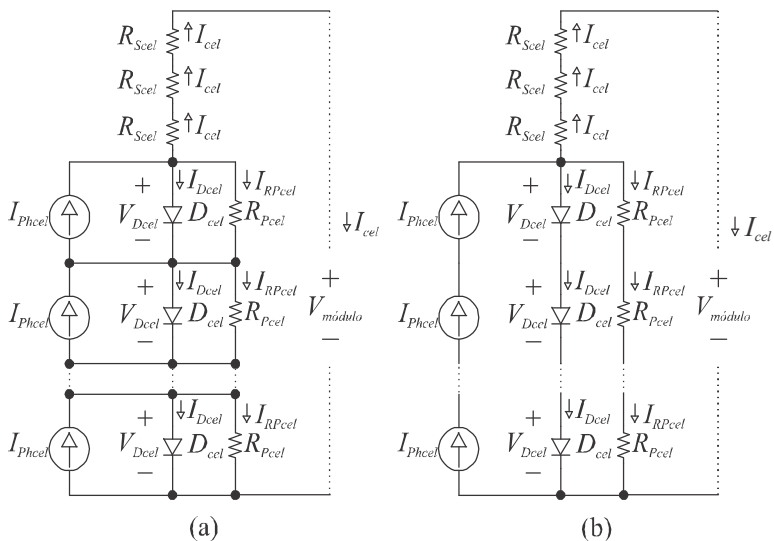 R_Scel I_cel
R_Scel I_cel
R_Scel I_cel
I_Phcel + V_Dcel − I_Dcel D_cel I_RPcel R_Pcel
I_cel
I_Phcel + V_Dcel − I_Dcel D_cel I_RPcel R_Pcel
+ V_módulo −
I_Phcel + V_Dcel − I_Dcel D_cel I_RPcel R_Pcel
(a)
R_Scel I_cel
R_Scel I_cel
R_Scel I_cel
I_Phcel + V_Dcel − I_Dcel D_cel I_RPcel R_Pcel
I_cel
I_Phcel + V_Dcel − I_Dcel D_cel I_RPcel R_Pcel
+ V_módulo −
I_Phcel + V_Dcel − I_Dcel D_cel I_RPcel R_Pcel
(b)